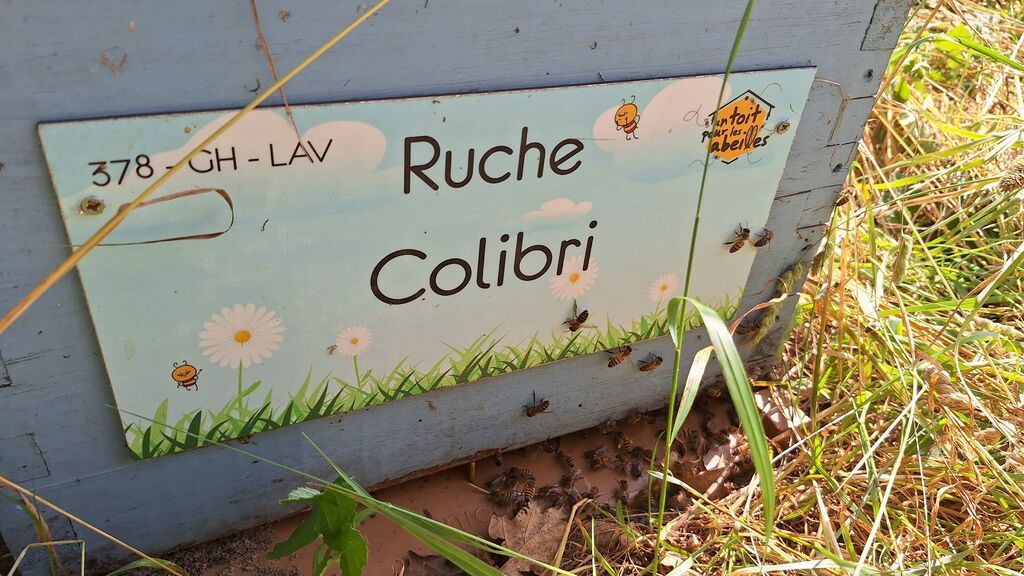 378 - GH - LAV
Ruche
Colibri
un toit
pour les
abeilles